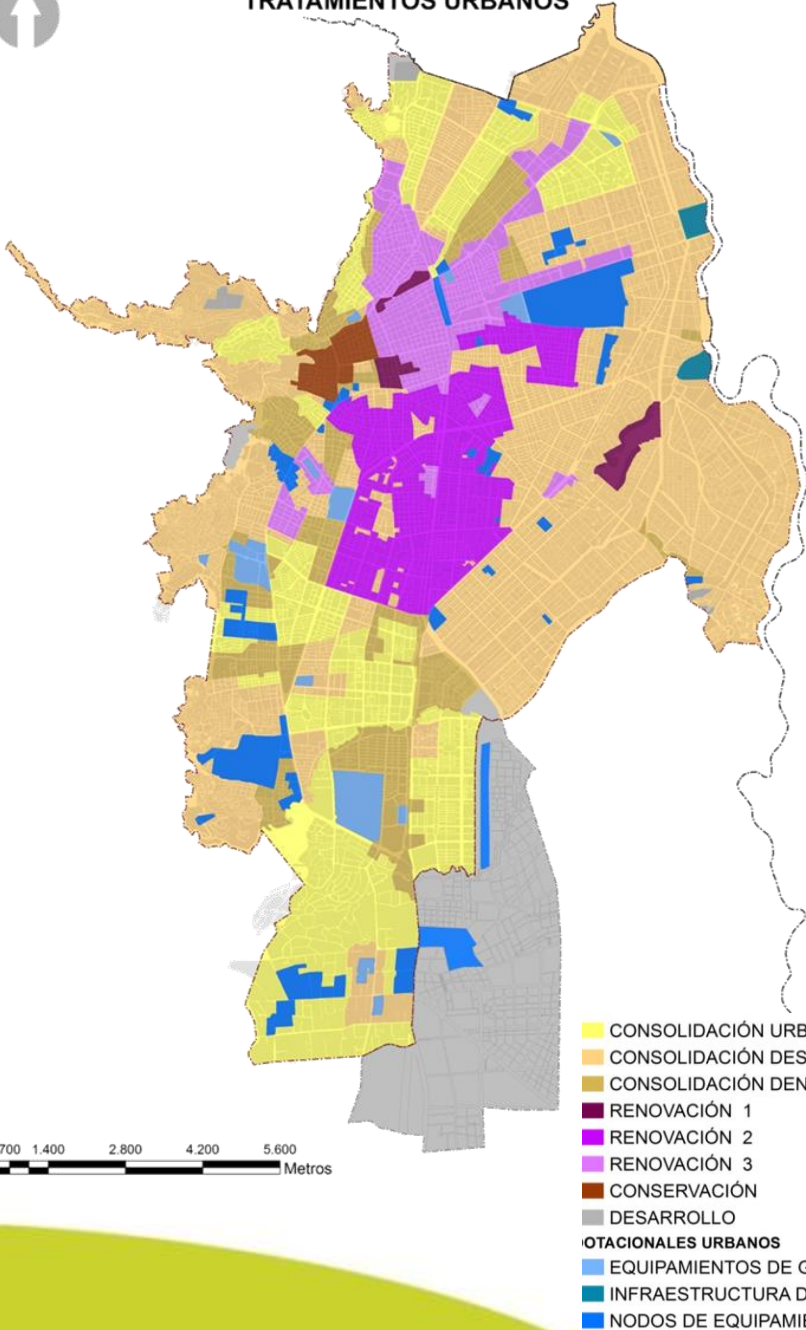 TRATAMIENTOS URBANOS
700 1.400 2.800 4.200 5.600
Metros
CONSOLIDACIÓN URB
CONSOLIDACIÓN DES
CONSOLIDACIÓN DEN
RENOVACIÓN 1
RENOVACIÓN 2
RENOVACIÓN 3
CONSERVACIÓN
DESARROLLO
OTACIONALES URBANOS
EQUIPAMIENTOS DE G
INFRAESTRUCTURA D
NODOS DE EQUIPAMIE